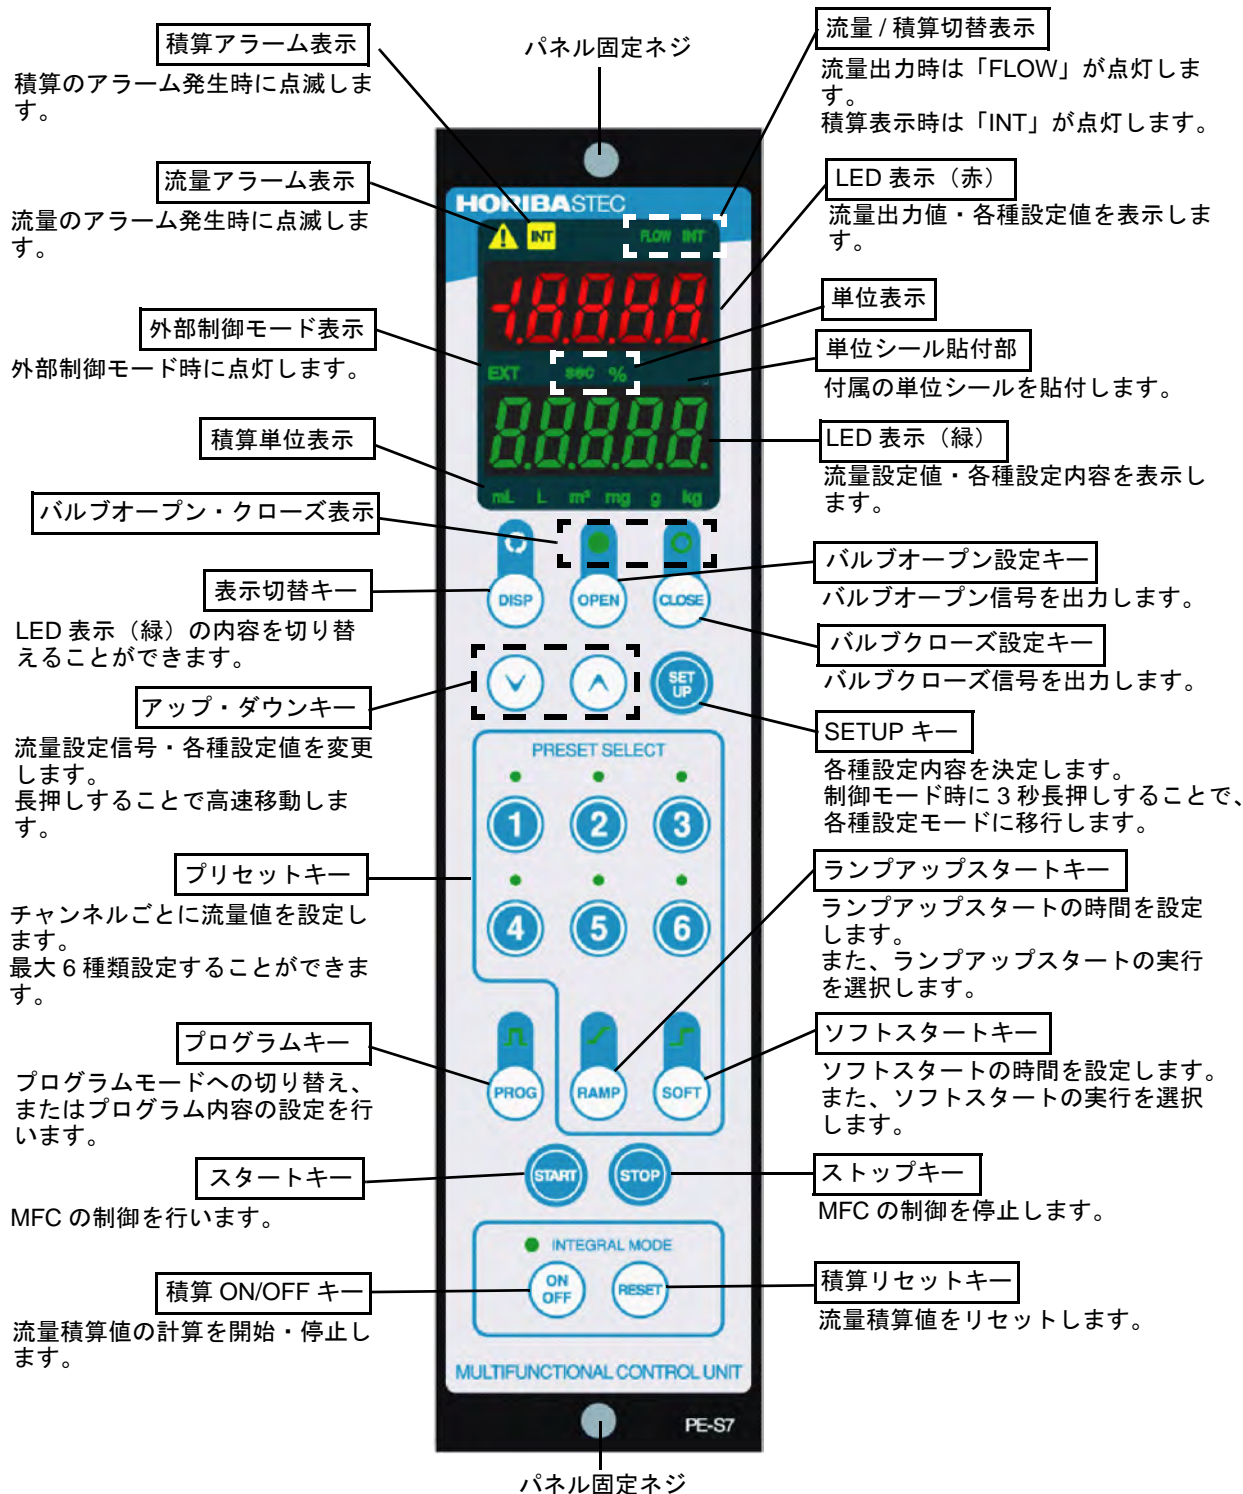 積算アラーム表示
積算のアラーム発生時に点滅しま
す。
流量アラーム表示
流量のアラーム発生時に点滅しま
す。
外部制御モード表示
外部制御モード時に点灯します。
積算単位表示
バルブオープン・クローズ表示
表示切替キー
LED 表示（緑）の内容を切り替
えることができます。
アップ・ダウンキー
流量設定信号・各種設定値を変更
します。
長押しすることで高速移動しま
す。
プリセットキー
チャンネルごとに流量値を設定し
ます。
最大 6 種類設定することができま
す。
プログラムキー
プログラムモードへの切り替え、
またはプログラム内容の設定を行
います。
スタートキー
MFC の制御を行います。
積算 ON/OFF キー
流量積算値の計算を開始・停止し
ます。
パネル固定ネジ
HORIBASTEC
INT
FLOW INT
-18.8.8.8.
EXT sec %
8.8.8.8.8.
mL L m³ mg g kg
DISP OPEN CLOSE
SET
UP
PRESET SELECT
1 2 3
4 5 6
PROG RAMP SOFT
START STOP
INTEGRAL MODE
ON
OFF
RESET
MULTIFUNCTIONAL CONTROL UNIT
PE-S7
パネル固定ネジ
流量 / 積算切替表示
流量出力時は「FLOW」が点灯しま
す。
積算表示時は「INT」が点灯します。
LED 表示（赤）
流量出力値・各種設定値を表示しま
す。
単位表示
単位シール貼付部
付属の単位シールを貼付します。
LED 表示（緑）
流量設定値・各種設定内容を表示し
ます。
バルブオープン設定キー
バルブオープン信号を出力します。
バルブクローズ設定キー
バルブクローズ信号を出力します。
SETUP キー
各種設定内容を決定します。
制御モード時に 3 秒長押しすることで、
各種設定モードに移行します。
ランプアップスタートキー
ランプアップスタートの時間を設定
します。
また、ランプアップスタートの実行
を選択します。
ソフトスタートキー
ソフトスタートの時間を設定します。
また、ソフトスタートの実行を選択
します。
ストップキー
MFC の制御を停止します。
積算リセットキー
流量積算値をリセットします。